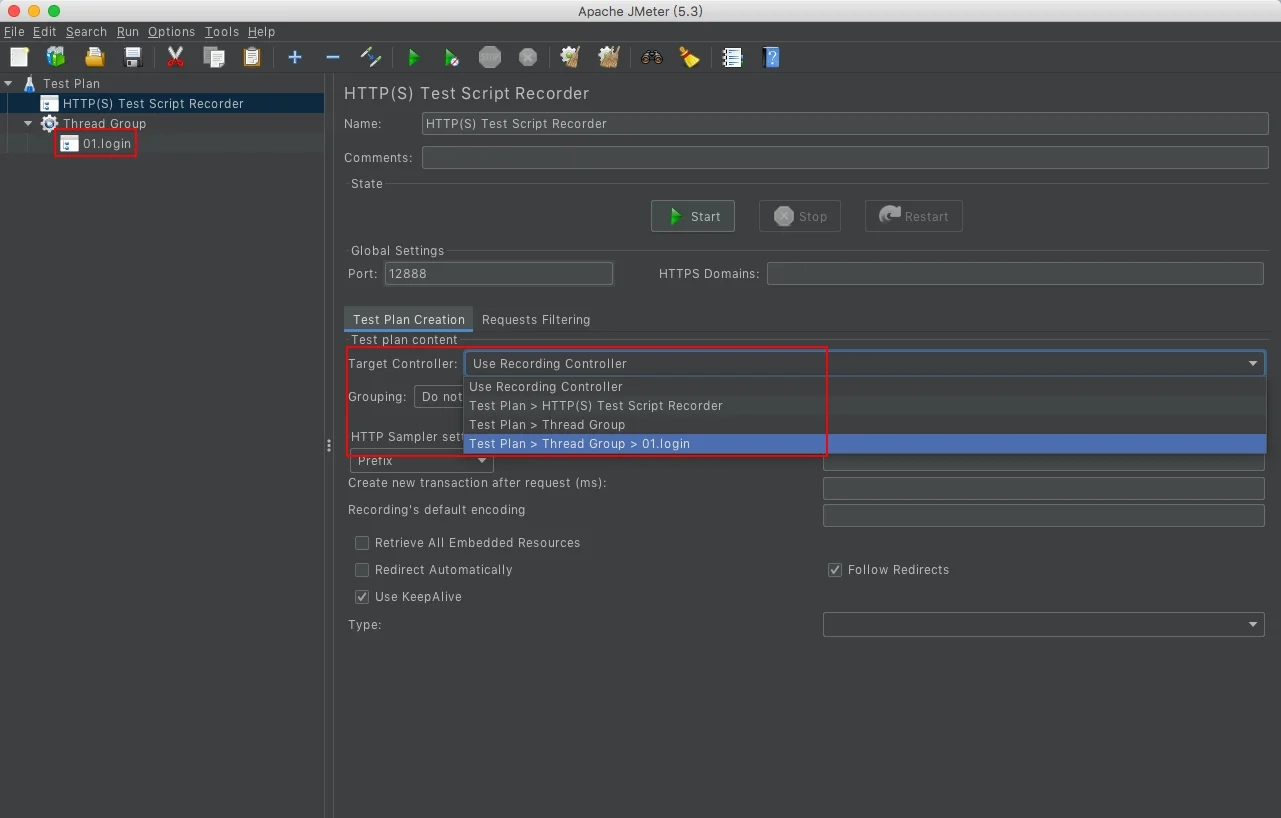 Apache JMeter (5.3)
File Edit Search Run Options Tools Help
STOP
Test Plan
HTTP(S) Test Script Recorder
Thread Group
01.login
HTTP(S) Test Script Recorder
Name: HTTP(S) Test Script Recorder
Comments:
State
Start Stop Restart
Global Settings
Port: 12888 HTTPS Domains:
Test Plan Creation Requests Filtering
Test plan content
Target Controller: Use Recording Controller
Use Recording Controller
Grouping: Do not
Test Plan > HTTP(S) Test Script Recorder
Test Plan > Thread Group
HTTP Sampler sett
Test Plan > Thread Group > 01.login
Prefix
Create new transaction after request (ms):
Recording's default encoding
Retrieve All Embedded Resources
Redirect Automatically Follow Redirects
Use KeepAlive
Type: